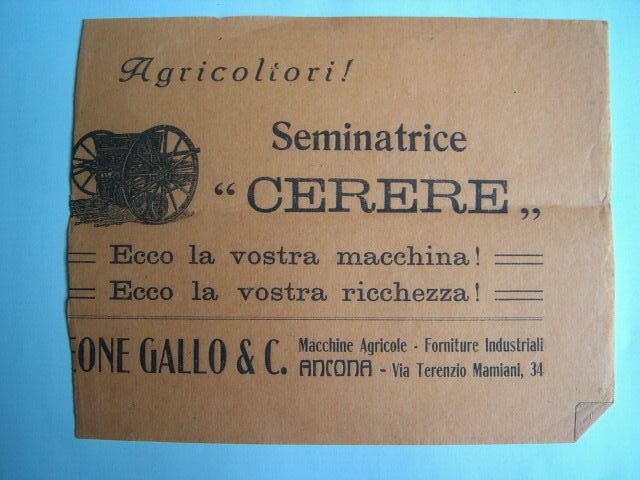 Agricoltori!
Seminatrice
“CERERE„
Ecco la vostra macchina!
Ecco la vostra ricchezza!
EONE GALLO & C.
Macchine Agricole - Forniture Industriali
ANCONA - Via Terenzio Mamiani, 34